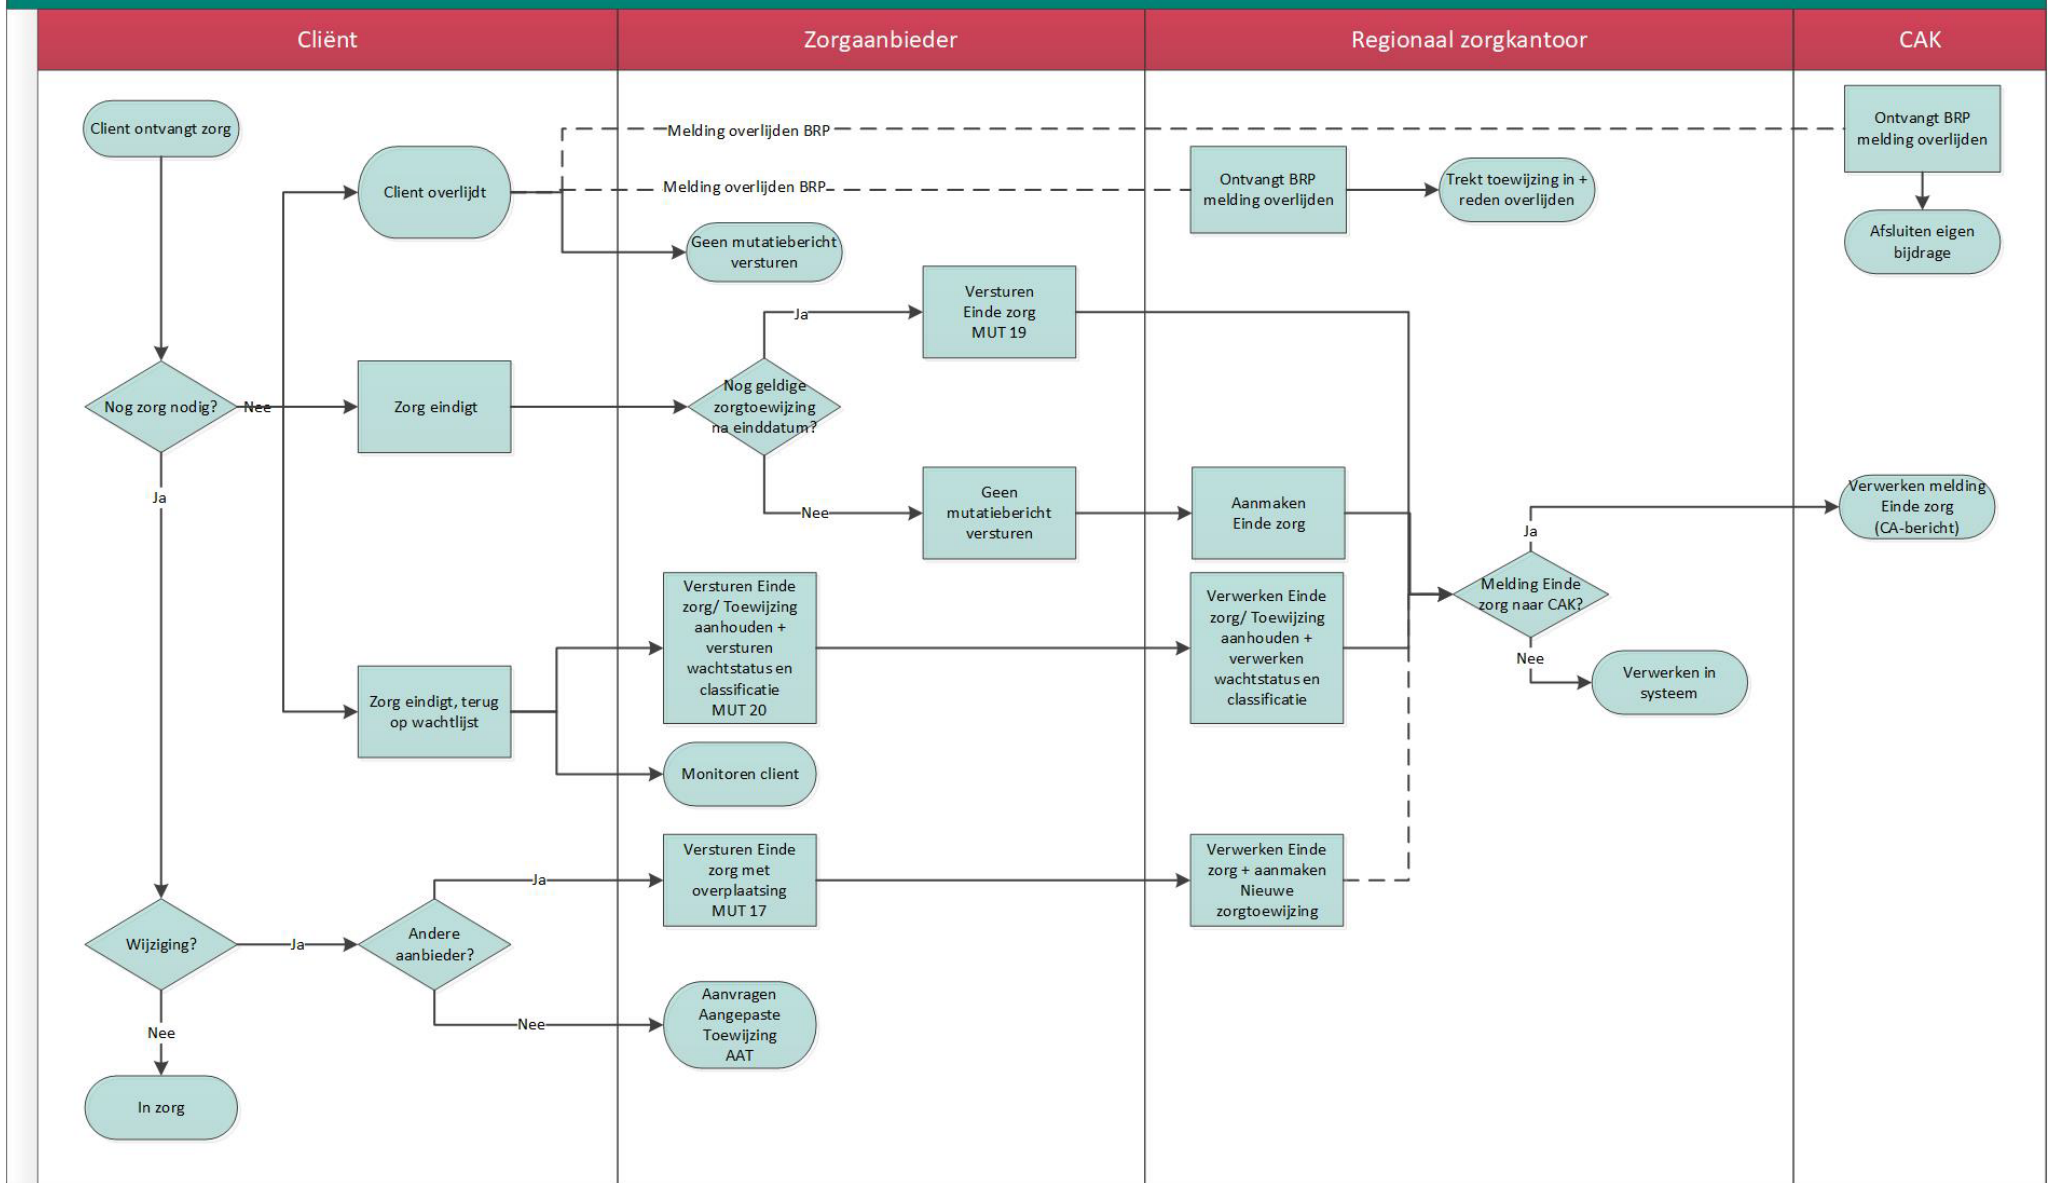 Cliënt
Zorgaanbieder
Regionaal zorgkantoor
CAK
Client ontvangt zorg
Client overlijdt
Melding overlijden BRP
Melding overlijden BRP
Geen mutatiebericht
versturen
Ontvangt BRP
melding overlijden
Trekt toewijzing in +
reden overlijden
Ontvangt BRP
melding overlijden
Afsluiten eigen
bijdrage
Nog zorg nodig?
Nee
Zorg eindigt
Nog geldige
zorgtoewijzing
na einddatum?
Ja
Versturen
Einde zorg
MUT 19
Nee
Geen
mutatiebericht
versturen
Aanmaken
Einde zorg
Ja
Verwerken melding
Einde zorg
(CA-bericht)
Melding Einde
zorg naar CAK?
Nee
Verwerken in
systeem
Ja
Zorg eindigt, terug
op wachtlijst
Versturen Einde
zorg/ Toewijzing
aanhouden +
versturen
wachtstatus en
classificatie
MUT 20
Verwerken Einde
zorg/ Toewijzing
aanhouden +
verwerken
wachtstatus en
classificatie
Monitoren client
Wijziging?
Ja
Andere
aanbieder?
Ja
Versturen Einde
zorg met
overplaatsing
MUT 17
Verwerken Einde
zorg + aanmaken
Nieuwe
zorgtoewijzing
Nee
Aanvragen
Aangepaste
Toewijzing
AAT
Nee
In zorg